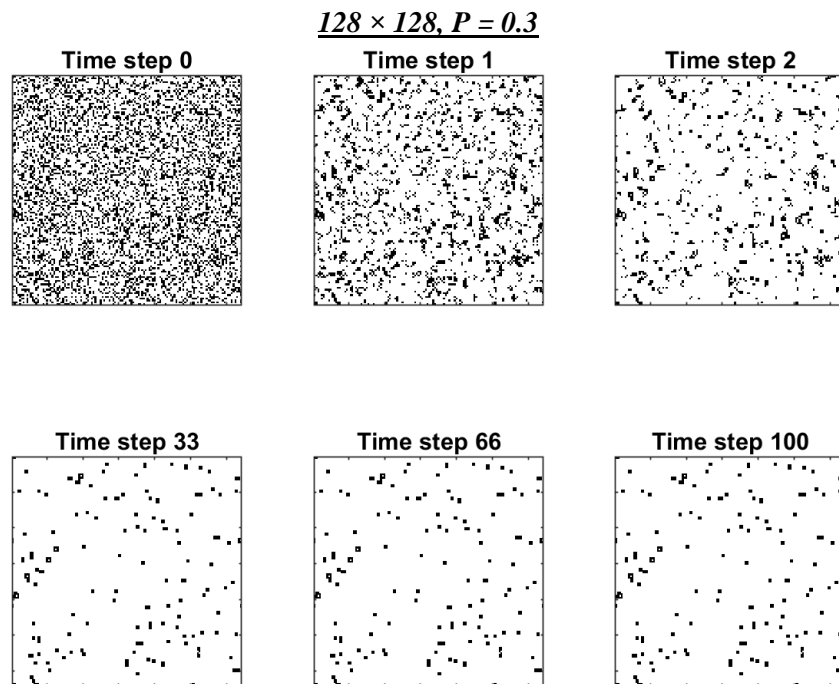 128 × 128, P = 0.3
Time step 0
Time step 1
Time step 2
Time step 33
Time step 66
Time step 100